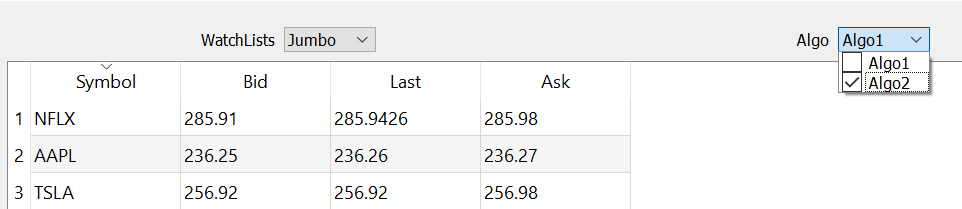 WatchLists Jumbo Algo Algo1
Algo1
Algo2
Symbol Bid Last Ask
1 NFLX 285.91 285.9426 285.98
2 AAPL 236.25 236.26 236.27
3 TSLA 256.92 256.92 256.98